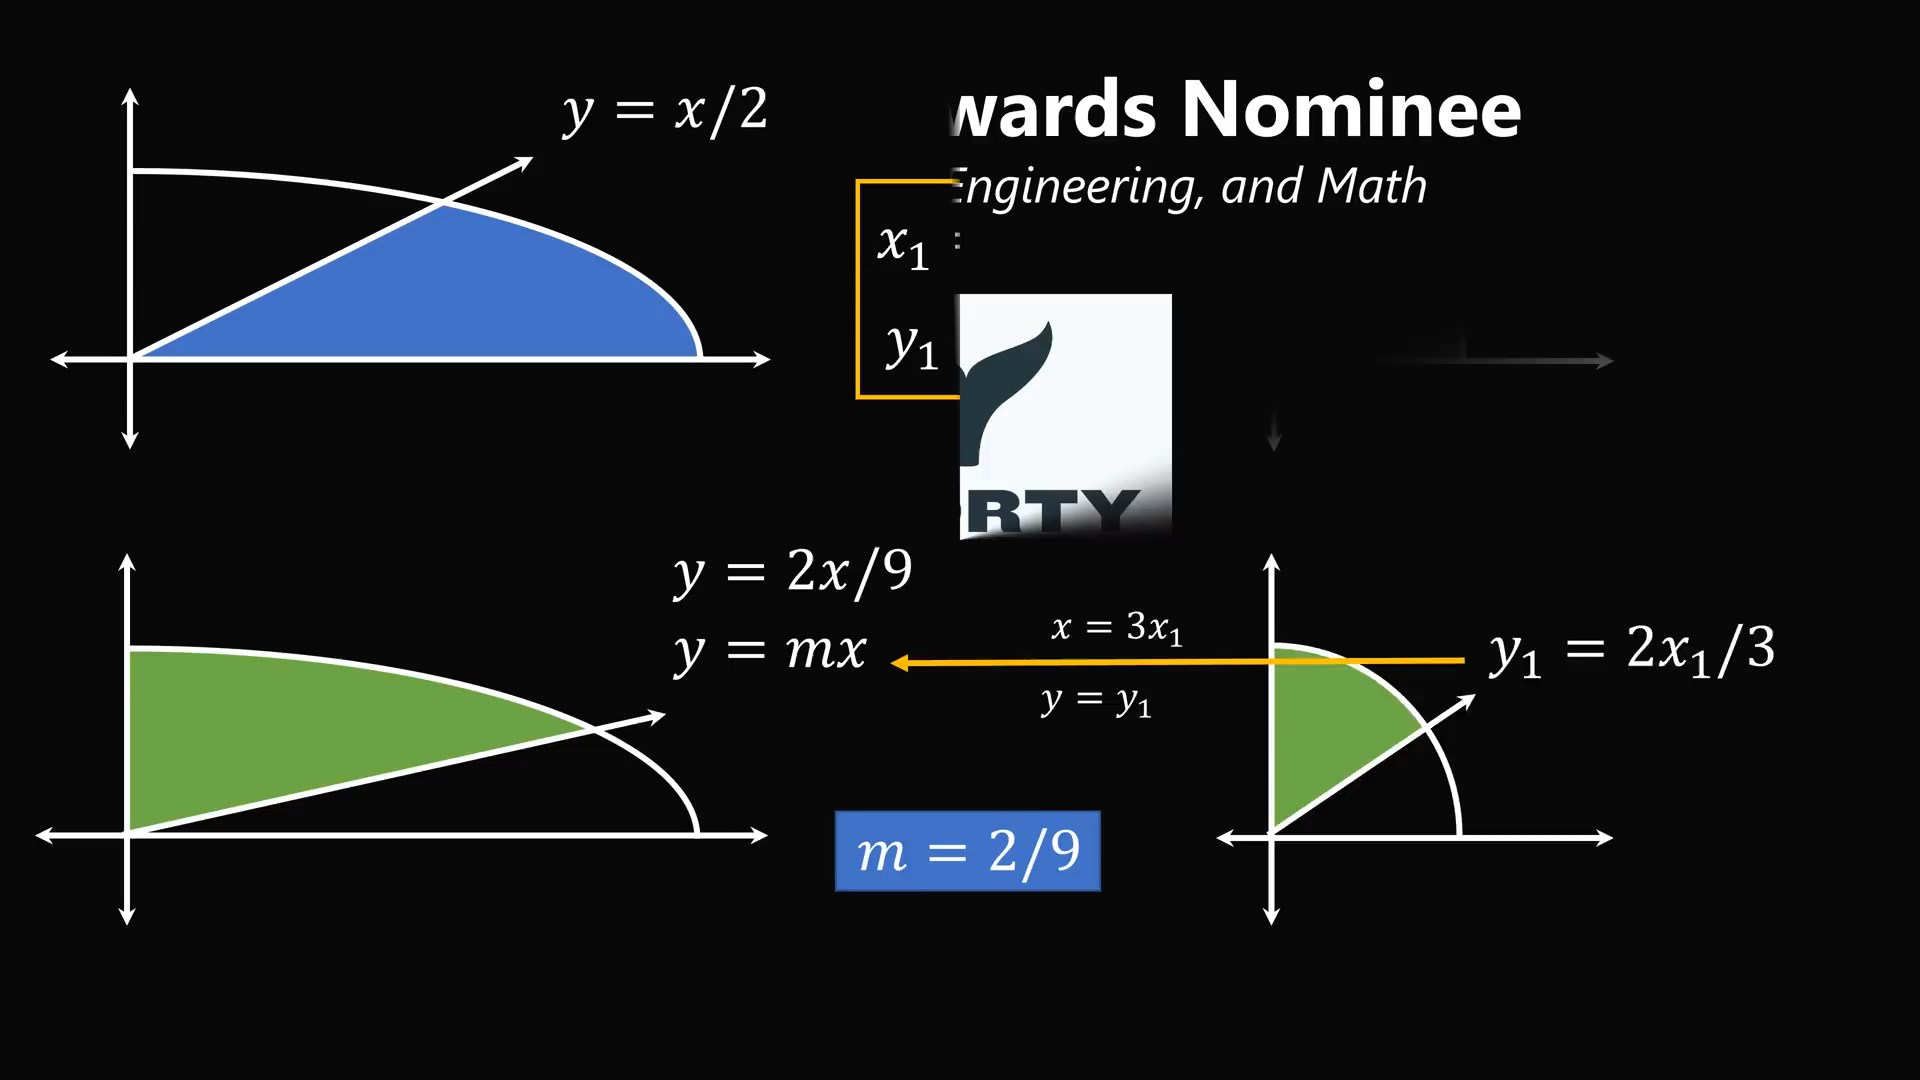 y = x/2
wards Nominee
Engineering, and Math
x₁ =
y₁
RTY
y = 2x/9
y = mx
x = 3x₁
y = y₁
y₁ = 2x₁/3
m = 2/9